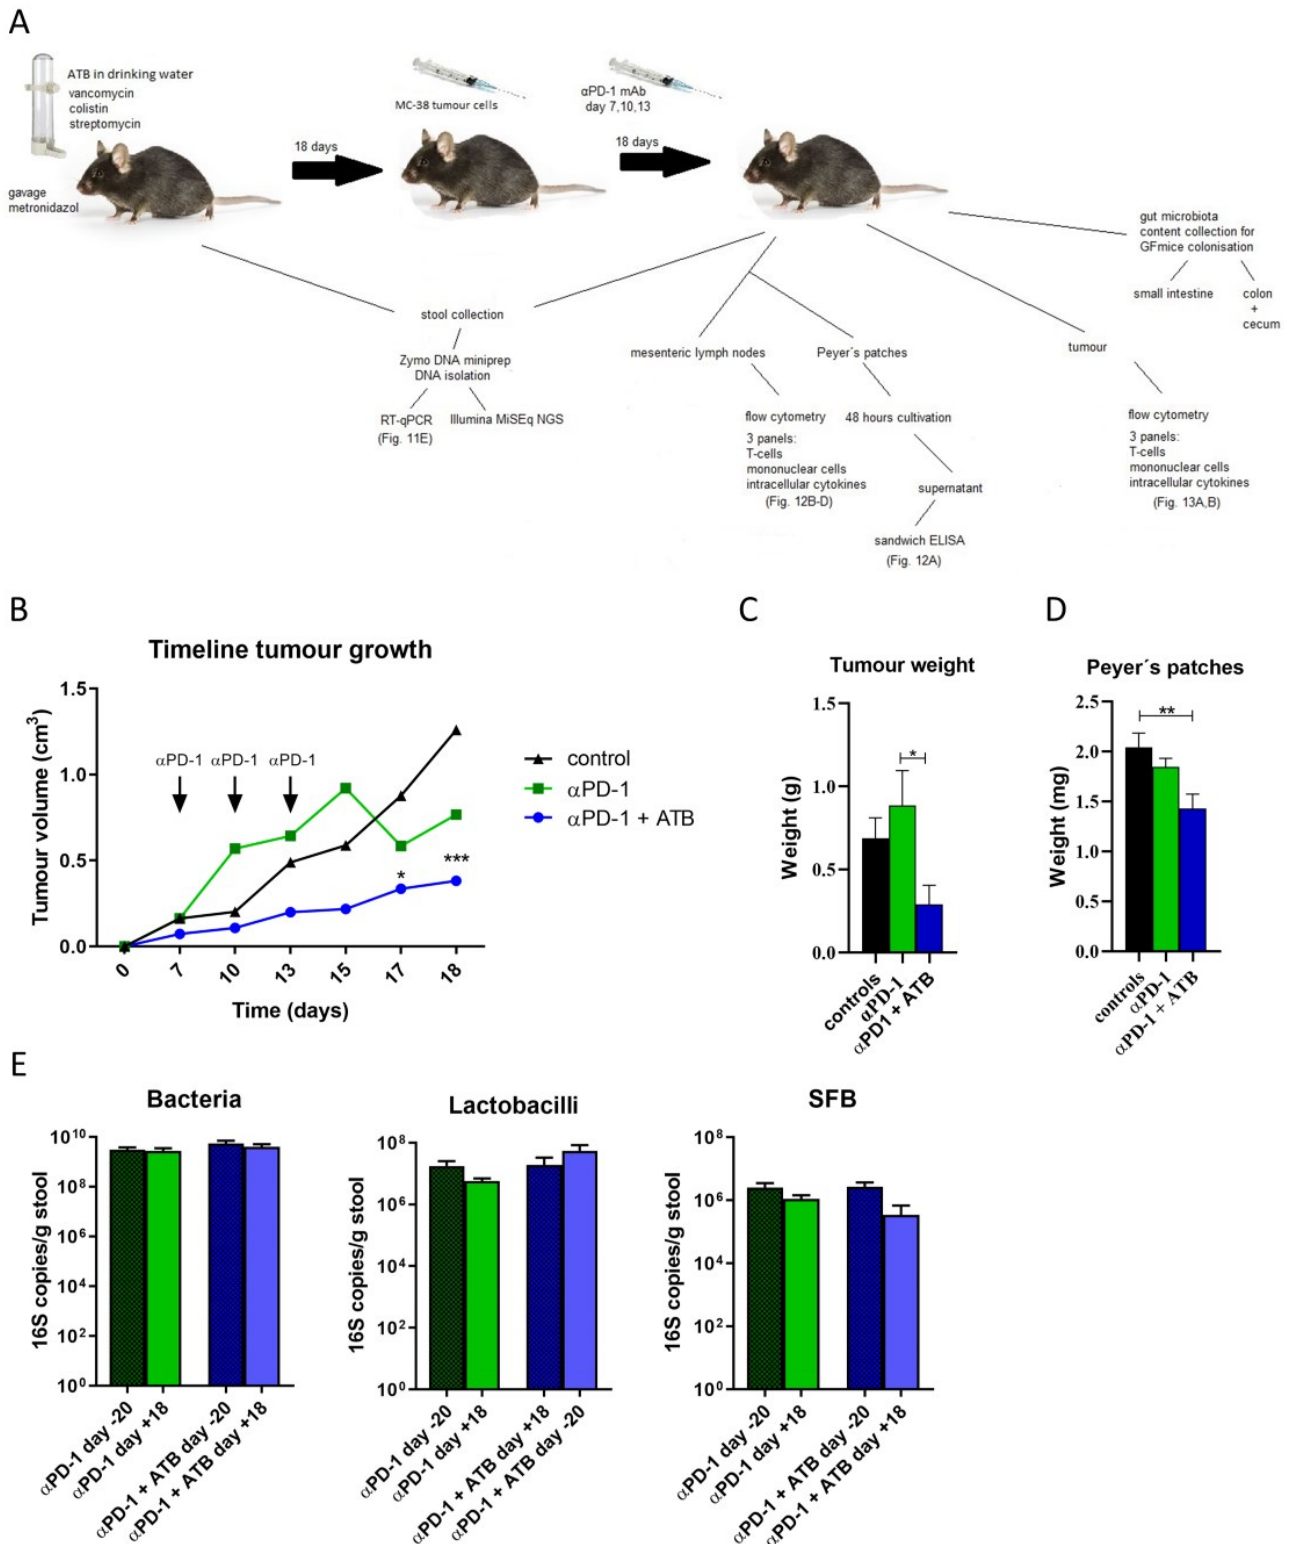 A
ATB in drinking water
vancomycin
colistin
streptomycin
gavage
metronidazol
18 days
MC-38 tumour cells
αPD-1 mAb
day 7,10,13
18 days
gut microbiota
content collection for
GFmice colonisation
small intestine
colon
+
cecum
stool collection
Zymo DNA miniprep
DNA isolation
RT-qPCR
(Fig. 11E)
Illumina MiSEq NGS
mesenteric lymph nodes
Peyer´s patches
tumour
flow cytometry
3 panels:
T-cells
mononuclear cells
intracellular cytokines
(Fig. 12B-D)
48 hours cultivation
supernatant
sandwich ELISA
(Fig. 12A)
flow cytometry
3 panels:
T-cells
mononuclear cells
intracellular cytokines
(Fig. 13A,B)
B
Timeline tumour growth
Tumour volume (cm³)
1.5
1.0
0.5
0.0
αPD-1 αPD-1 αPD-1
*
***
0 7 10 13 15 17 18
Time (days)
control
αPD-1
αPD-1 + ATB
C
Tumour weight
Weight (g)
1.5
1.0
0.5
0.0
*
controls
αPD-1
αPD1 + ATB
D
Peyer´s patches
Weight (mg)
2.5
2.0
1.5
1.0
0.5
0.0
**
controls
αPD-1
αPD-1 + ATB
E
Bacteria
16S copies/g stool
10¹⁰
10⁸
10⁶
10⁴
10²
10⁰
αPD-1 day -20
αPD-1 day +18
αPD-1 + ATB day -20
αPD-1 + ATB day +18
Lactobacilli
16S copies/g stool
10⁸
10⁶
10⁴
10²
10⁰
αPD-1 day -20
αPD-1 day +18
αPD-1 + ATB day +18
αPD-1 + ATB day -20
SFB
16S copies/g stool
10⁸
10⁶
10⁴
10²
10⁰
αPD-1 day -20
αPD-1 day +18
αPD-1 + ATB day -20
αPD-1 + ATB day +18